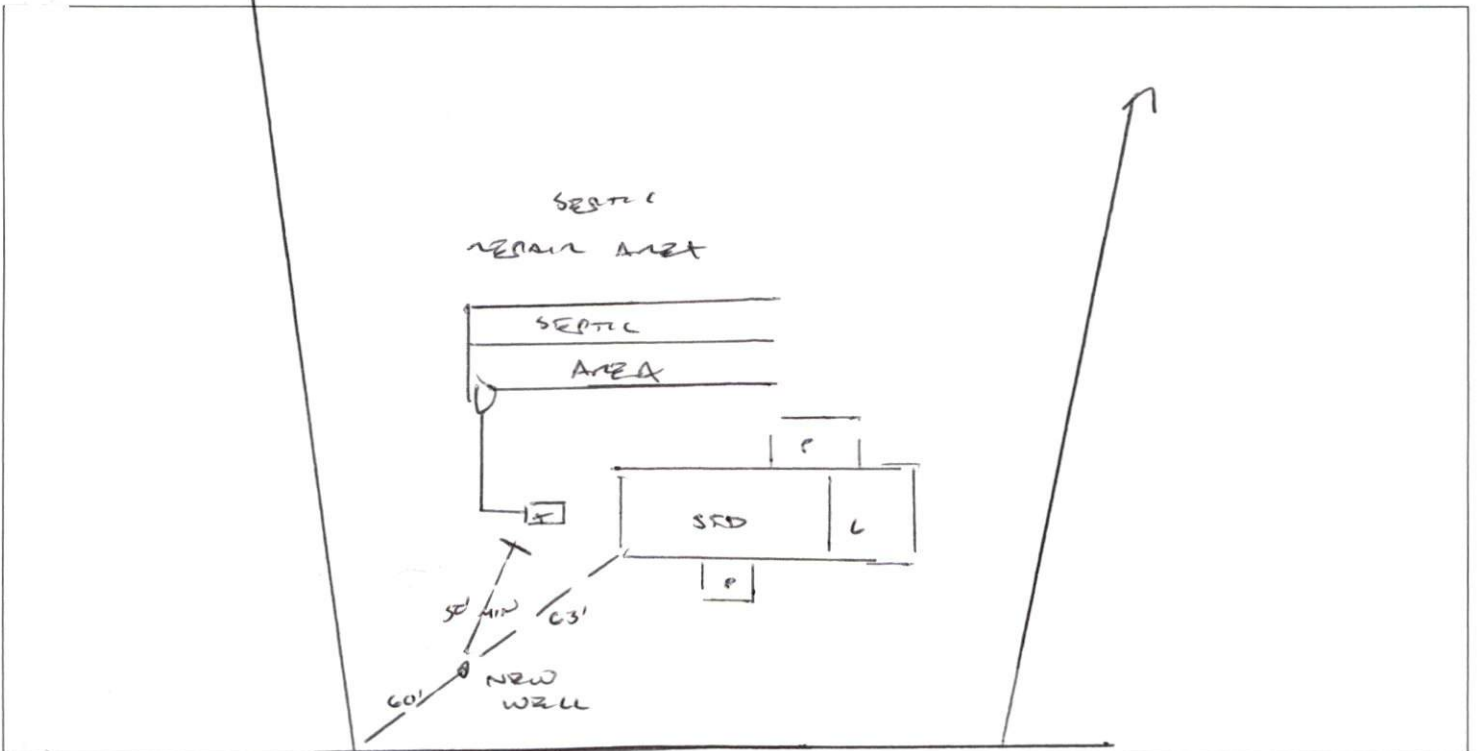 SEPTIC
REPAIR AREA
SEPTIC
AREA
P
SFD
L
T
P
50' MIN
63'
60'
NEW
WELL